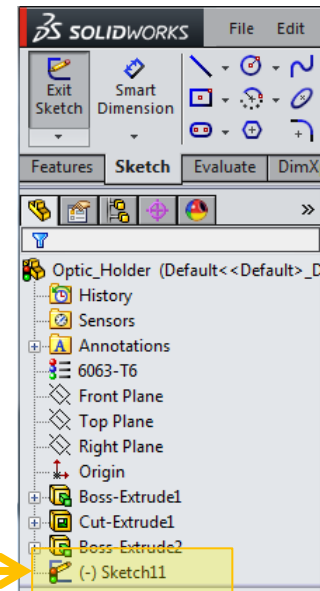 SOLIDWORKS File Edit
Exit Sketch
Smart Dimension
Features Sketch Evaluate DimX
»
Optic_Holder (Default<<Default>_D
History
Sensors
A Annotations
6063-T6
Front Plane
Top Plane
Right Plane
Origin
Boss-Extrude1
Cut-Extrude1
Boss-Extrude2
(-) Sketch11